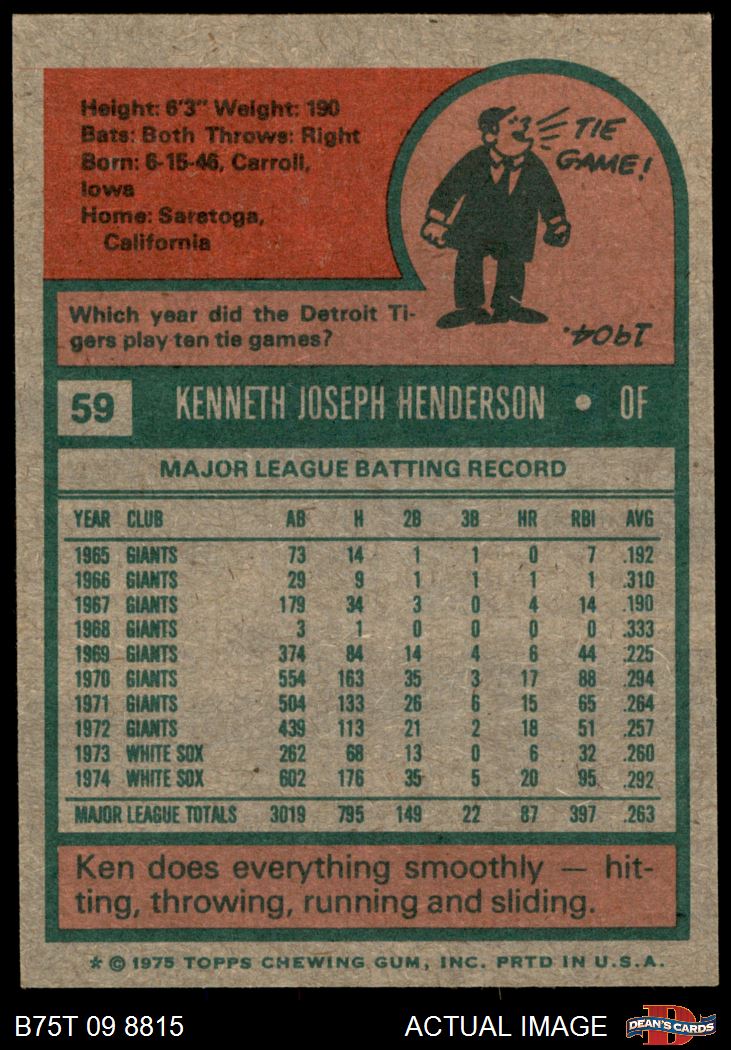 Height: 6'3" Weight: 190
Bats: Both Throws: Right
Born: 6-15-46, Carroll,
Iowa
Home: Saratoga,
California
TIE
GAME!
Which year did the Detroit Ti-
gers play ten tie games?
1904.
59 KENNETH JOSEPH HENDERSON • OF
MAJOR LEAGUE BATTING RECORD
YEAR CLUB AB H 2B 3B HR RBI AVG
1965 GIANTS 73 14 1 1 0 7 .192
1966 GIANTS 29 9 1 1 1 1 .310
1967 GIANTS 179 34 3 0 4 14 .190
1968 GIANTS 3 1 0 0 0 0 .333
1969 GIANTS 374 84 14 4 6 44 .225
1970 GIANTS 554 163 35 3 17 88 .294
1971 GIANTS 504 133 26 6 15 65 .264
1972 GIANTS 439 113 21 2 18 51 .257
1973 WHITE SOX 262 68 13 0 6 32 .260
1974 WHITE SOX 602 176 35 5 20 95 .292
MAJOR LEAGUE TOTALS 3019 795 149 22 87 397 .263
Ken does everything smoothly — hit-
ting, throwing, running and sliding.
* © 1975 TOPPS CHEWING GUM, INC. PRTD IN U.S.A.
B75T 09 8815 ACTUAL IMAGE D DEAN'S CARDS